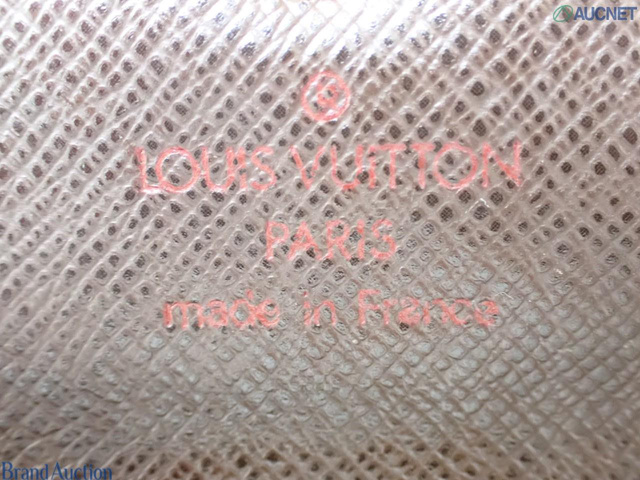 AUCNET
LOUIS VUITTON
PARIS
made in France
Brand Auction